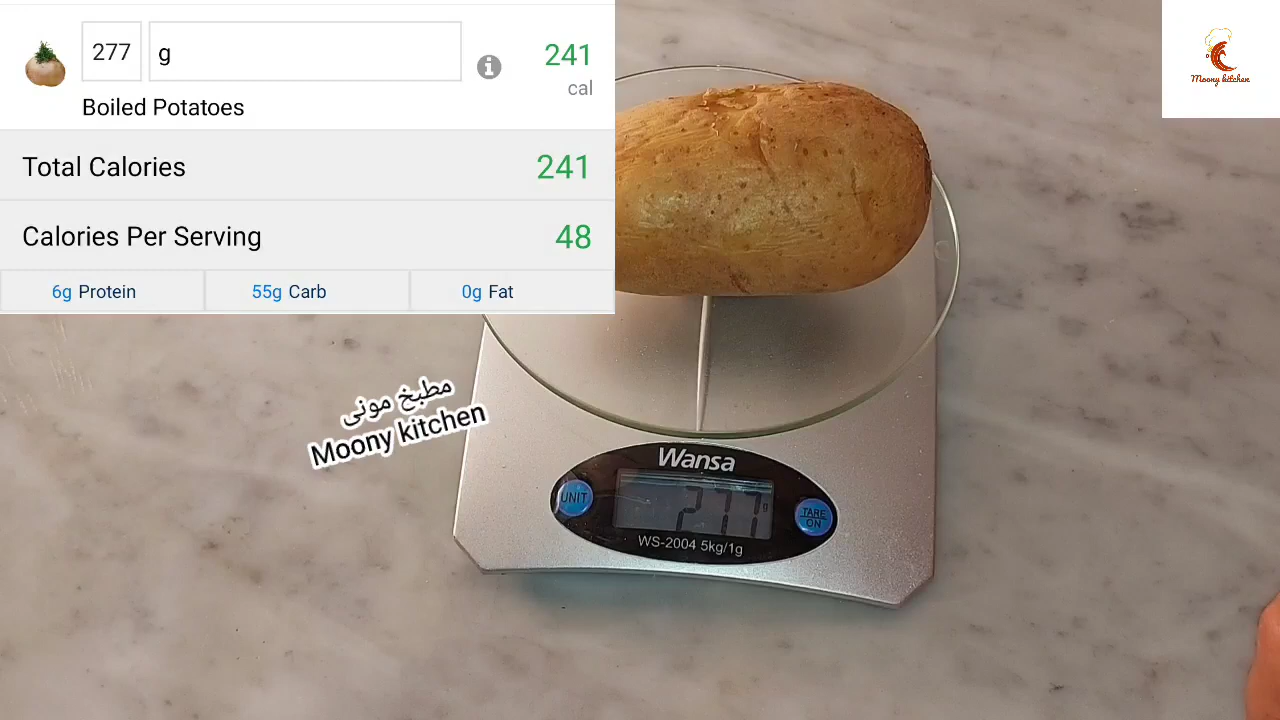 277 g 241
cal
Boiled Potatoes
Total Calories 241
Calories Per Serving 48
6g Protein 55g Carb 0g Fat
Moony kitchen
مطبخ مونى
Moony kitchen
Wansa
UNIT 277 g TARE
ON
WS-2004 5kg/1g